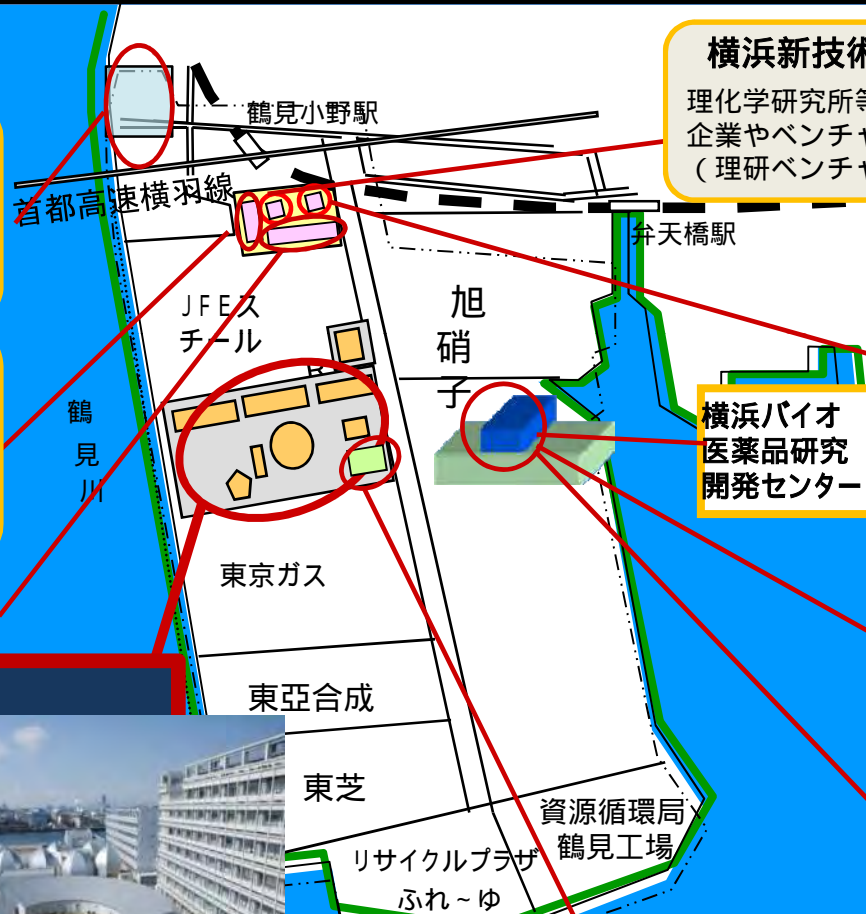 横浜新技術
理化学研究所等
企業やベンチャ
（理研ベンチャ
鶴見小野駅
首都高速横羽線
弁天橋駅
JFEス
チール
旭
硝
子
鶴
見
川
横浜バイオ
医薬品研究
開発センター
東京ガス
東亞合成
東芝
資源循環局
鶴見工場
リサイクルプラザ
ふれ～ゆ